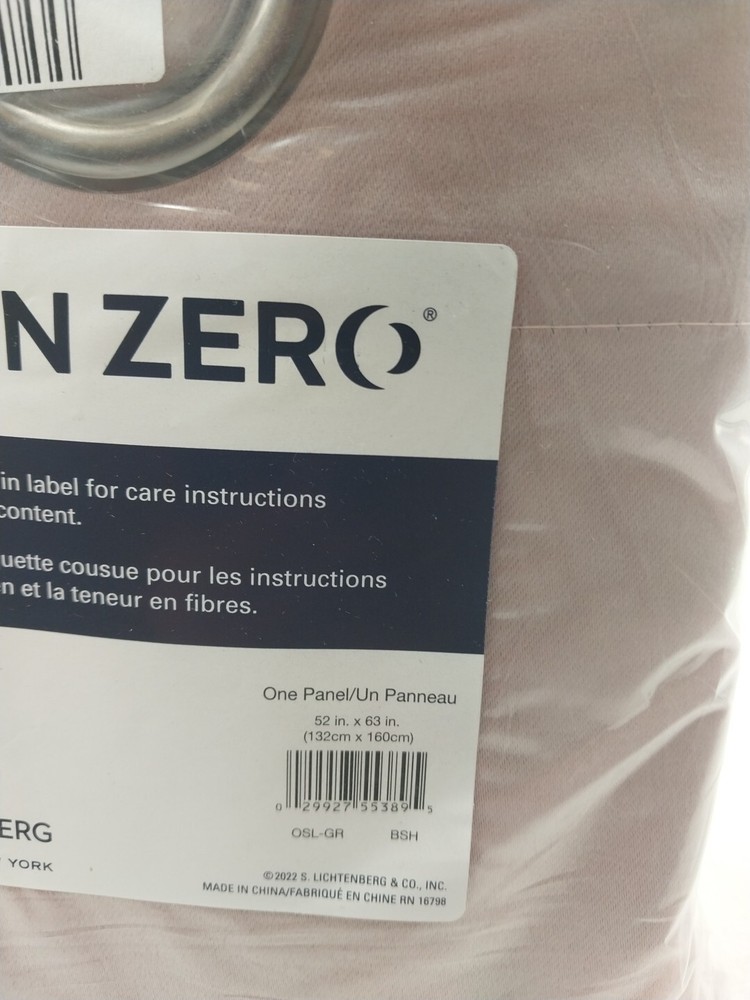 N ZERO®
in label for care instructions
content.
uette cousue pour les instructions
n et la teneur en fibres.
One Panel/Un Panneau
52 in. x 63 in.
(132cm x 160cm)
0 29927 55389 5
OSL-GR BSH
ERG
YORK
©2022 S. LICHTENBERG & CO., INC.
MADE IN CHINA/FABRIQUÉ EN CHINE RN 16798